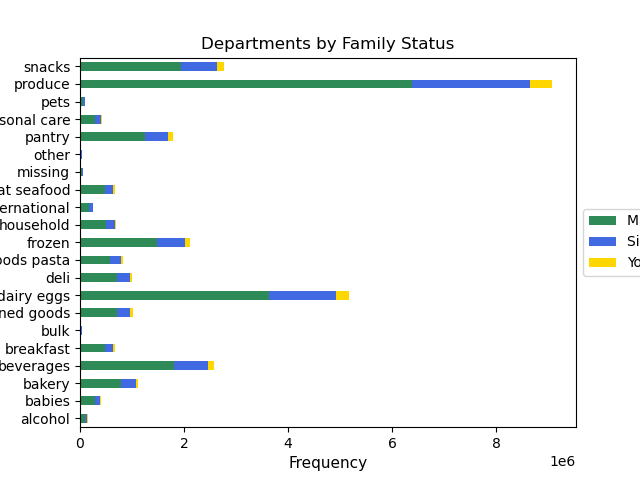 Departments by Family Status
snacks
produce
pets
sonal care
pantry
other
missing
at seafood
ernational
household
frozen
oods pasta
deli
dairy eggs
ned goods
bulk
breakfast
beverages
bakery
babies
alcohol
M
Si
Yo
0 2 4 6 8
1e6
Frequency